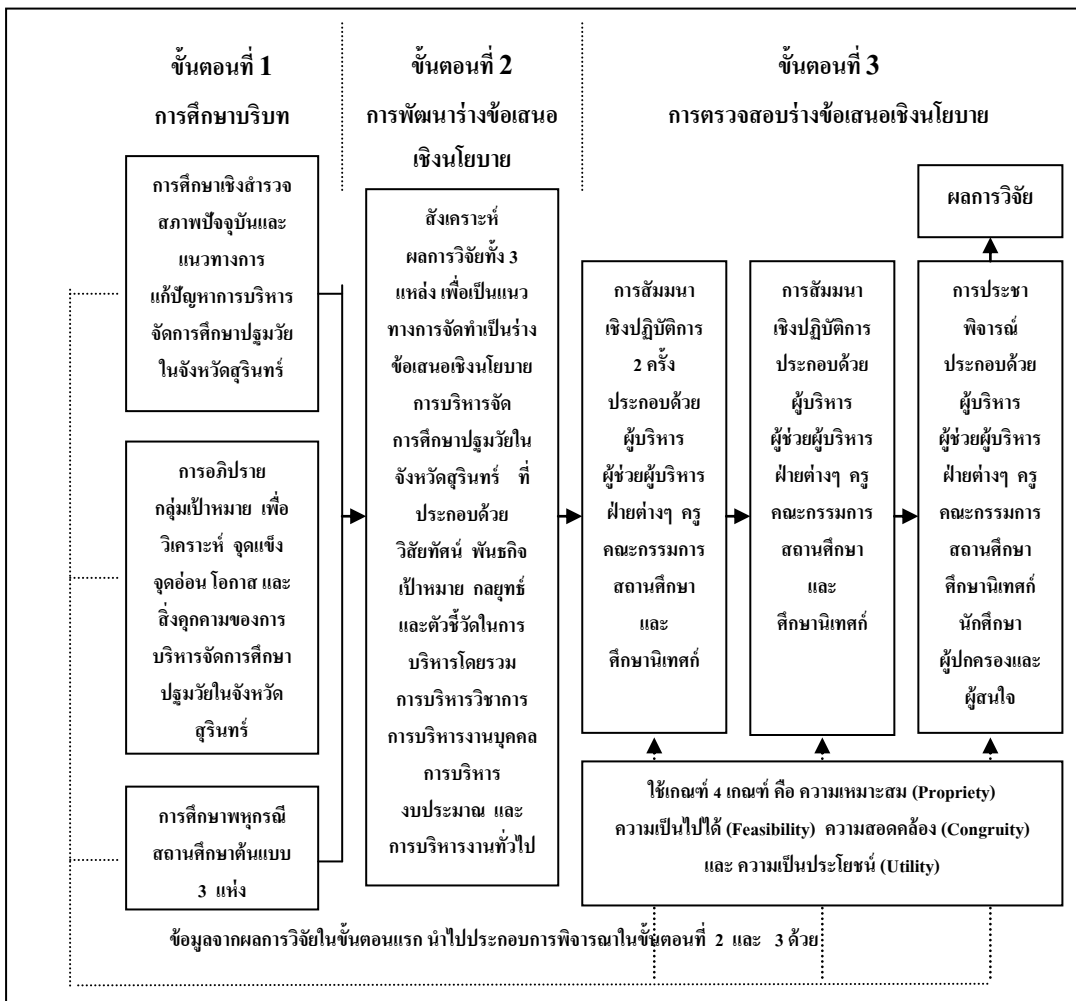 ขั้นตอนที่ 1
การศึกษาบริบท
การศึกษาเชิงสำรวจ
สภาพปัจจุบันและ
แนวทางการ
แก้ปัญหาการบริหาร
จัดการศึกษาปฐมวัย
ในจังหวัดสุรินทร์
การอภิปราย
กลุ่มเป้าหมาย เพื่อ
วิเคราะห์ จุดแข็ง
จุดอ่อน โอกาส และ
สิ่งคุกคามของการ
บริหารจัดการศึกษา
ปฐมวัยในจังหวัด
สุรินทร์
การศึกษาพหุกรณี
สถานศึกษาต้นแบบ
3 แห่ง
ขั้นตอนที่ 2
การพัฒนาร่างข้อเสนอ
เชิงนโยบาย
สังเคราะห์
ผลการวิจัยทั้ง 3
แหล่ง เพื่อเป็นแนว
ทางการจัดทำเป็นร่าง
ข้อเสนอเชิงนโยบาย
การบริหารจัด
การศึกษาปฐมวัยใน
จังหวัดสุรินทร์ ที่
ประกอบด้วย
วิสัยทัศน์ พันธกิจ
เป้าหมาย กลยุทธ์
และตัวชี้วัดในการ
บริหารโดยรวม
การบริหารวิชาการ
การบริหารงานบุคคล
การบริหาร
งบประมาณ และ
การบริหารงานทั่วไป
ขั้นตอนที่ 3
การตรวจสอบร่างข้อเสนอเชิงนโยบาย
การสัมมนา
เชิงปฏิบัติการ
2 ครั้ง
ประกอบด้วย
ผู้บริหาร
ผู้ช่วยผู้บริหาร
ฝ่ายต่างๆ ครู
คณะกรรมการ
สถานศึกษา
และ
ศึกษานิเทศก์
การสัมมนา
เชิงปฏิบัติการ
ประกอบด้วย
ผู้บริหาร
ผู้ช่วยผู้บริหาร
ฝ่ายต่างๆ ครู
คณะกรรมการ
สถานศึกษา
และ
ศึกษานิเทศก์
ผลการวิจัย
การประชา
พิจารณ์
ประกอบด้วย
ผู้บริหาร
ผู้ช่วยผู้บริหาร
ฝ่ายต่างๆ ครู
คณะกรรมการ
สถานศึกษา
ศึกษานิเทศก์
นักศึกษา
ผู้ปกครองและ
ผู้สนใจ
ใช้เกณฑ์ 4 เกณฑ์ คือ ความเหมาะสม (Propriety)
ความเป็นไปได้ (Feasibility) ความสอดคล้อง (Congruity)
และ ความเป็นประโยชน์ (Utility)
ข้อมูลจากผลการวิจัยในขั้นตอนแรก นำไปประกอบการพิจารณาในขั้นตอนที่ 2 และ 3 ด้วย